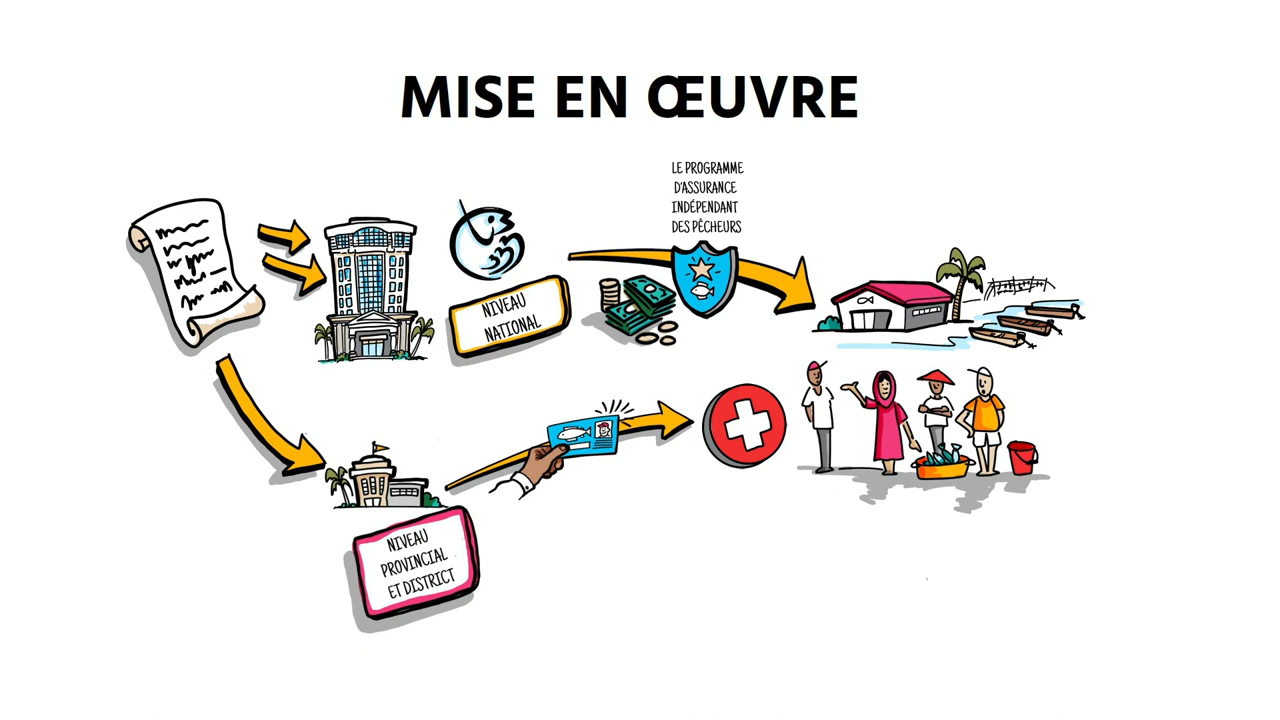 MISE EN ŒUVRE
LE PROGRAMME
D'ASSURANCE
INDÉPENDANT
DES PÊCHEURS
NIVEAU
NATIONAL
NIVEAU
PROVINCIAL
ET DISTRICT